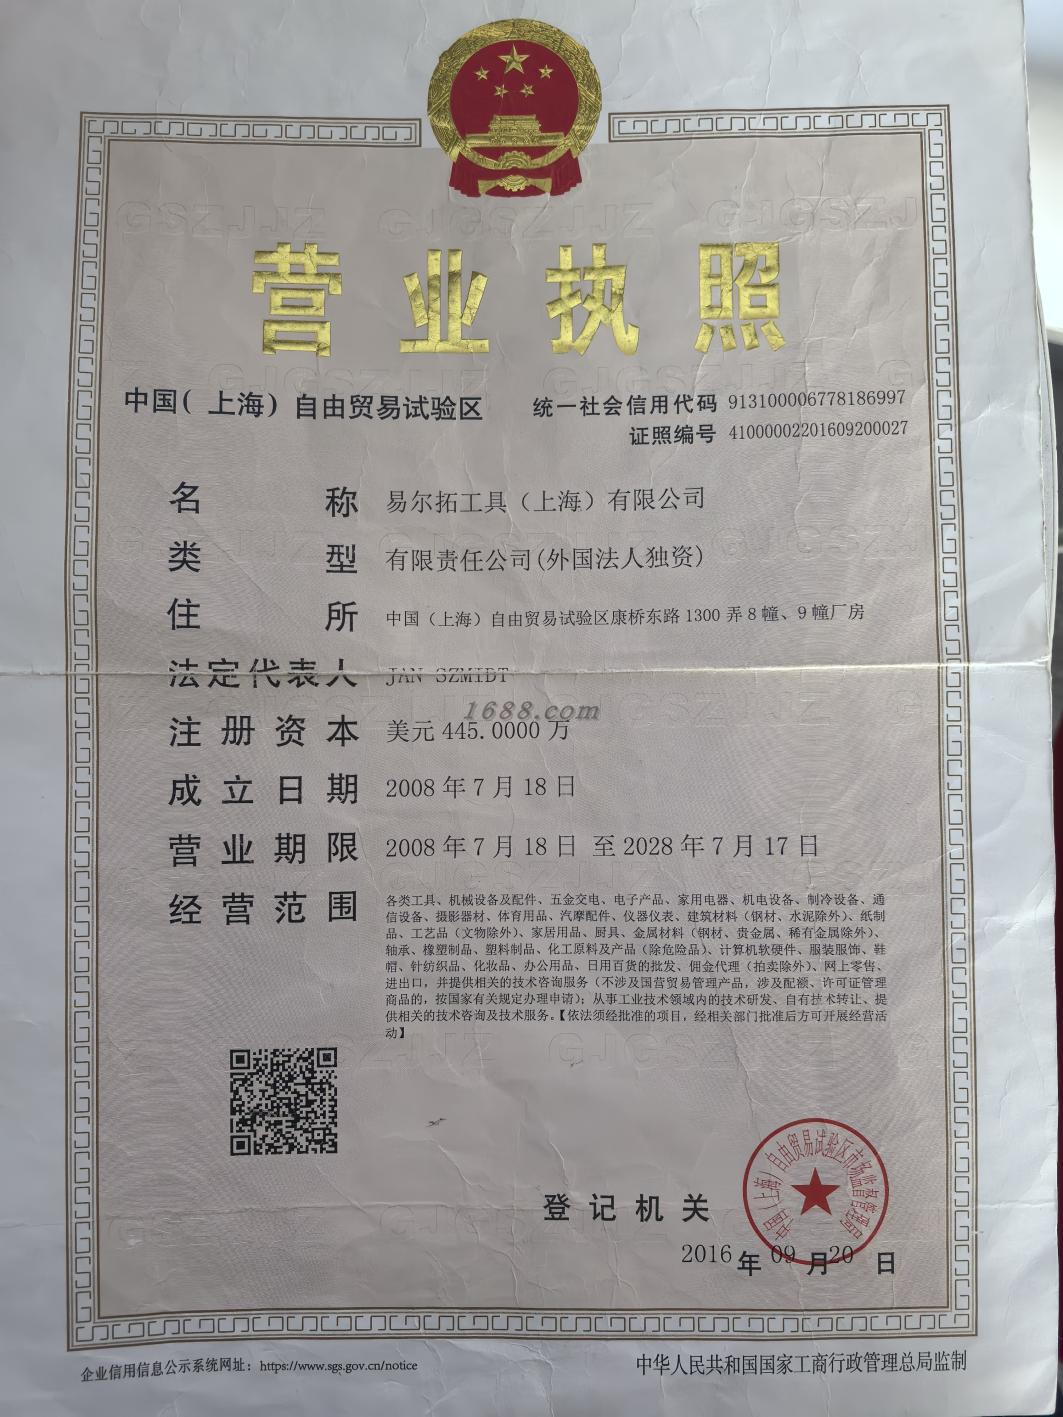 营业执照
中国(上海)自由贸易试验区
统一社会信用代码 913100006778186997
证照编号 41000002201609200027
名称 易尔拓工具(上海)有限公司
类型 有限责任公司(外国法人独资)
住所 中国(上海)自由贸易试验区康桥东路1300弄8幢、9幢厂房
法定代表人 JAN SZMIDT
1688.com
注册资本 美元445.0000万
成立日期 2008年7月18日
营业期限 2008年7月18日 至2028年7月17日
经营范围 各类工具、机械设备及配件、五金交电、电子产品、家用电器、机电设备、制冷设备、通
信设备、摄影器材、体育用品、汽摩配件、仪器仪表、建筑材料(钢材、水泥除外)、纸制
品、工艺品(文物除外)、家居用品、厨具、金属材料(钢材、贵金属、稀有金属除外)、
轴承、橡塑制品、塑料制品、化工原料及产品(除危险品)、计算机软硬件、服装服饰、鞋
帽、针纺织品、化妆品、办公用品、日用百货的批发、佣金代理(拍卖除外)、网上零售、
进出口，并提供相关的技术咨询服务(不涉及国营贸易管理产品，涉及配额、许可证管理
商品的，按国家有关规定办理申请)；从事工业技术领域内的技术研发、自有技术转让、提
供相关的技术咨询及技术服务。【依法须经批准的项目，经相关部门批准后方可开展经营活
动】
中国(上海)自由贸易试验区市场监督管理局
登记机关
2016年09月20日
企业信用信息公示系统网址：https://www.sgs.gov.cn/notice
中华人民共和国国家工商行政管理总局监制